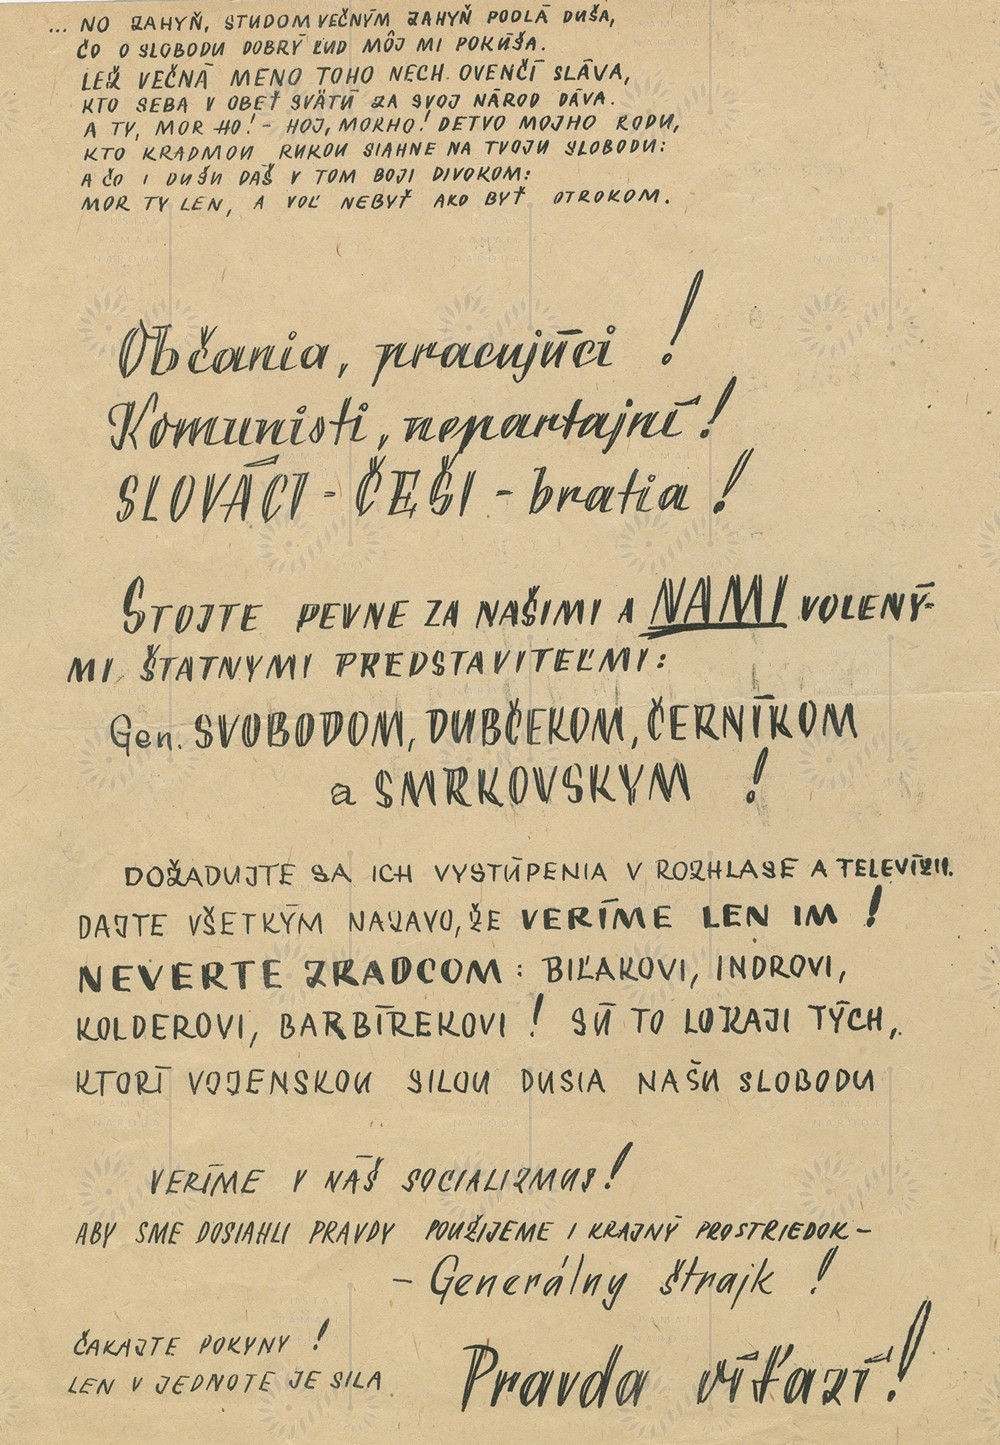 ... NO ZAHYŇ, STUDOM VEČNÝM ZAHYŇ PODLÁ DUŠA,
ČO O SLOBODU DOBRÝ ĽUD MÔJ MI POKÚŠA.
LEŽ VEČNÁ MENO TOHO NECH OVENČÍ SLÁVA,
KTO SEBA V OBEŤ SVÄTÚ ZA SVOJ NÁROD DÁVA.
A TY, MOR HO! - HOJ, MORHO! DETVO MOJHO RODU,
KTO KRADMOU RUKOU SIAHNE NA TVOJU SLOBODU:
A ČO I DUŠU DÁŠ V TOM BOJI DIVOKOM:
MOR TY LEN, A VOĽ NEBYŤ AKO BYŤ OTROKOM.
Občania, pracujúci !
Komunisti, nepartajní !
SLOVÁCI - ČEŠI - bratia !
STOJTE PEVNE ZA NAŠIMI A NAMI VOLENÝ-
MI ŠTATNYMI PREDSTAVITEĽMI:
Gen. SVOBODOM, DUBČEKOM, ČERNÍKOM
a SMRKOVSKYM !
DOŽADUJTE SA ICH VYSTÚPENIA V ROZHLASE A TELEVÍZII.
DAJTE VŠETKÝM NAJAVO, ŽE VERÍME LEN IM !
NEVERTE ZRADCOM : BIĽAKOVI, INDROVI,
KOLDEROVI, BARBÍREKOVI ! SÚ TO LOKAJI TÝCH,
KTORÍ VOJENSKOU SILOU DUSIA NAŠU SLOBODU
VERÍME V NÁŠ SOCIALIZMUS !
ABY SME DOSIAHLI PRAVDY POUŽIJEME I KRAJNÝ PROSTRIEDOK -
- Generálny štrajk !
ČAKAJTE POKYNY !
LEN V JEDNOTE JE SILA
Pravda víťazí !